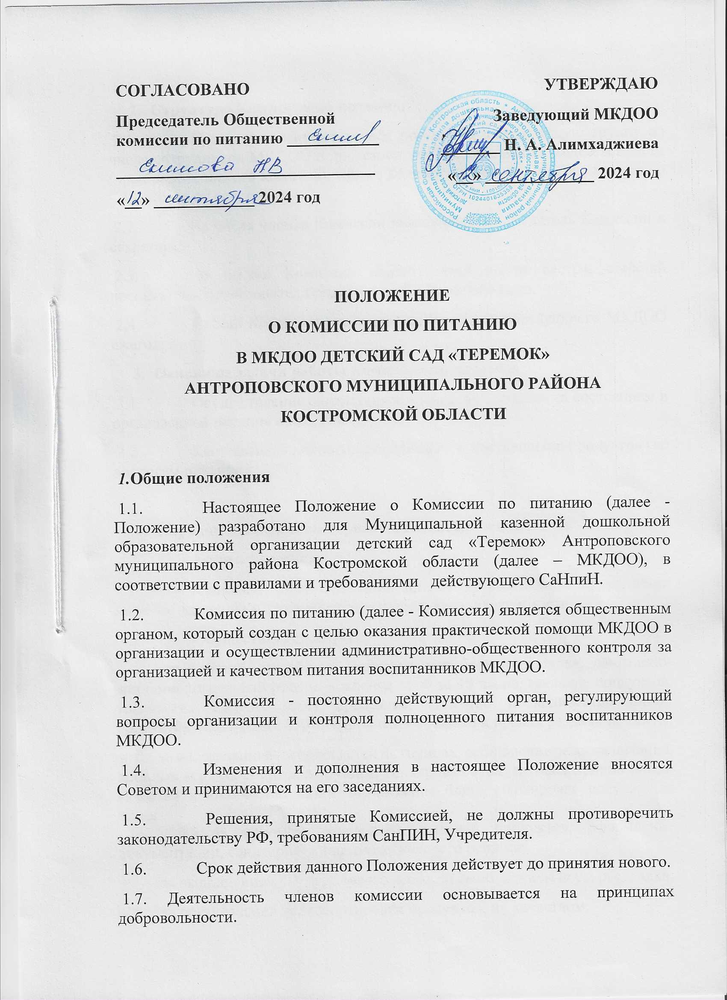 СОГЛАСОВАНО
Председатель Общественной
комиссии по питанию
НВ
«12» сентября 2024 год
УТВЕРЖДАЮ
Заведующий МКДОО
Н. А. Алимхаджиева
«12» сентября 2024 год
ПОЛОЖЕНИЕ
О КОМИССИИ ПО ПИТАНИЮ
В МКДОО ДЕТСКИЙ САД «ТЕРЕМОК»
АНТРОПОВСКОГО МУНИЦИПАЛЬНОГО РАЙОНА
КОСТРОМСКОЙ ОБЛАСТИ
1.Общие положения
1.1. Настоящее Положение о Комиссии по питанию (далее -
Положение) разработано для Муниципальной казенной дошкольной
образовательной организации детский сад «Теремок» Антроповского
муниципального района Костромской области (далее – МКДОО), в
соответствии с правилами и требованиями действующего СаНпиН.
1.2. Комиссия по питанию (далее - Комиссия) является общественным
органом, который создан с целью оказания практической помощи МКДОО в
организации и осуществлении административно-общественного контроля за
организацией и качеством питания воспитанников МКДОО.
1.3. Комиссия - постоянно действующий орган, регулирующий
вопросы организации и контроля полноценного питания воспитанников
МКДОО.
1.4. Изменения и дополнения в настоящее Положение вносятся
Советом и принимаются на его заседаниях.
1.5. Решения, принятые Комиссией, не должны противоречить
законодательству РФ, требованиям СанПИН, Учредителя.
1.6. Срок действия данного Положения действует до принятия нового.
1.7. Деятельность членов комиссии основывается на принципах
добровольности.